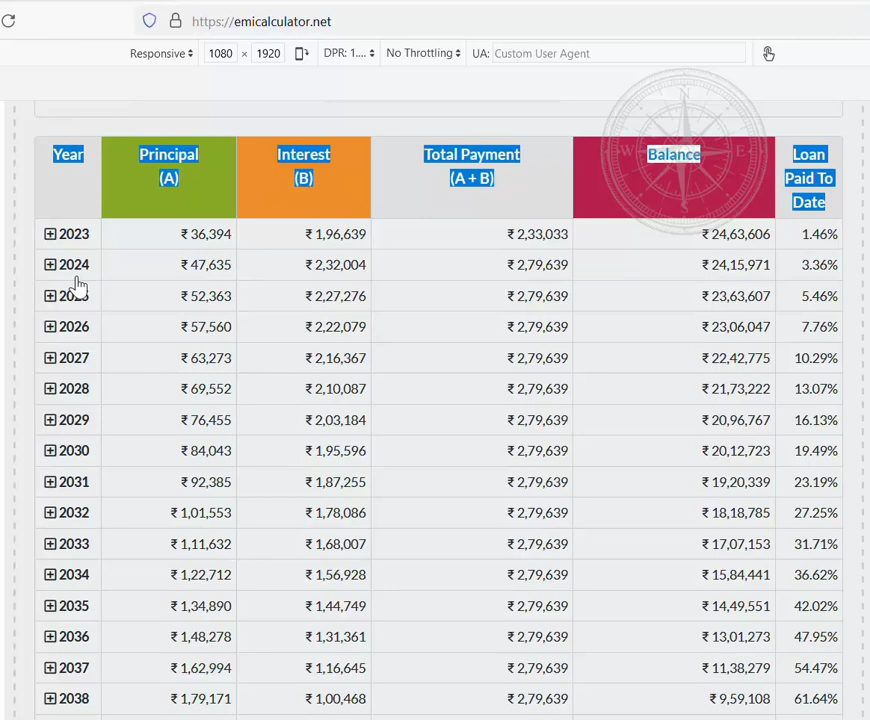 https://emicalculator.net
Responsive 1080 × 1920 DPR: 1.... No Throttling UA: Custom User Agent
Year Principal (A) Interest (B) Total Payment (A + B) Balance Loan Paid To Date
2023 ₹ 36,394 ₹ 1,96,639 ₹ 2,33,033 ₹ 24,63,606 1.46%
2024 ₹ 47,635 ₹ 2,32,004 ₹ 2,79,639 ₹ 24,15,971 3.36%
₹ 52,363 ₹ 2,27,276 ₹ 2,79,639 ₹ 23,63,607 5.46%
2026 ₹ 57,560 ₹ 2,22,079 ₹ 2,79,639 ₹ 23,06,047 7.76%
2027 ₹ 63,273 ₹ 2,16,367 ₹ 2,79,639 ₹ 22,42,775 10.29%
2028 ₹ 69,552 ₹ 2,10,087 ₹ 2,79,639 ₹ 21,73,222 13.07%
2029 ₹ 76,455 ₹ 2,03,184 ₹ 2,79,639 ₹ 20,96,767 16.13%
2030 ₹ 84,043 ₹ 1,95,596 ₹ 2,79,639 ₹ 20,12,723 19.49%
2031 ₹ 92,385 ₹ 1,87,255 ₹ 2,79,639 ₹ 19,20,339 23.19%
2032 ₹ 1,01,553 ₹ 1,78,086 ₹ 2,79,639 ₹ 18,18,785 27.25%
2033 ₹ 1,11,632 ₹ 1,68,007 ₹ 2,79,639 ₹ 17,07,153 31.71%
2034 ₹ 1,22,712 ₹ 1,56,928 ₹ 2,79,639 ₹ 15,84,441 36.62%
2035 ₹ 1,34,890 ₹ 1,44,749 ₹ 2,79,639 ₹ 14,49,551 42.02%
2036 ₹ 1,48,278 ₹ 1,31,361 ₹ 2,79,639 ₹ 13,01,273 47.95%
2037 ₹ 1,62,994 ₹ 1,16,645 ₹ 2,79,639 ₹ 11,38,279 54.47%
2038 ₹ 1,79,171 ₹ 1,00,468 ₹ 2,79,639 ₹ 9,59,108 61.64%
N
W E
S